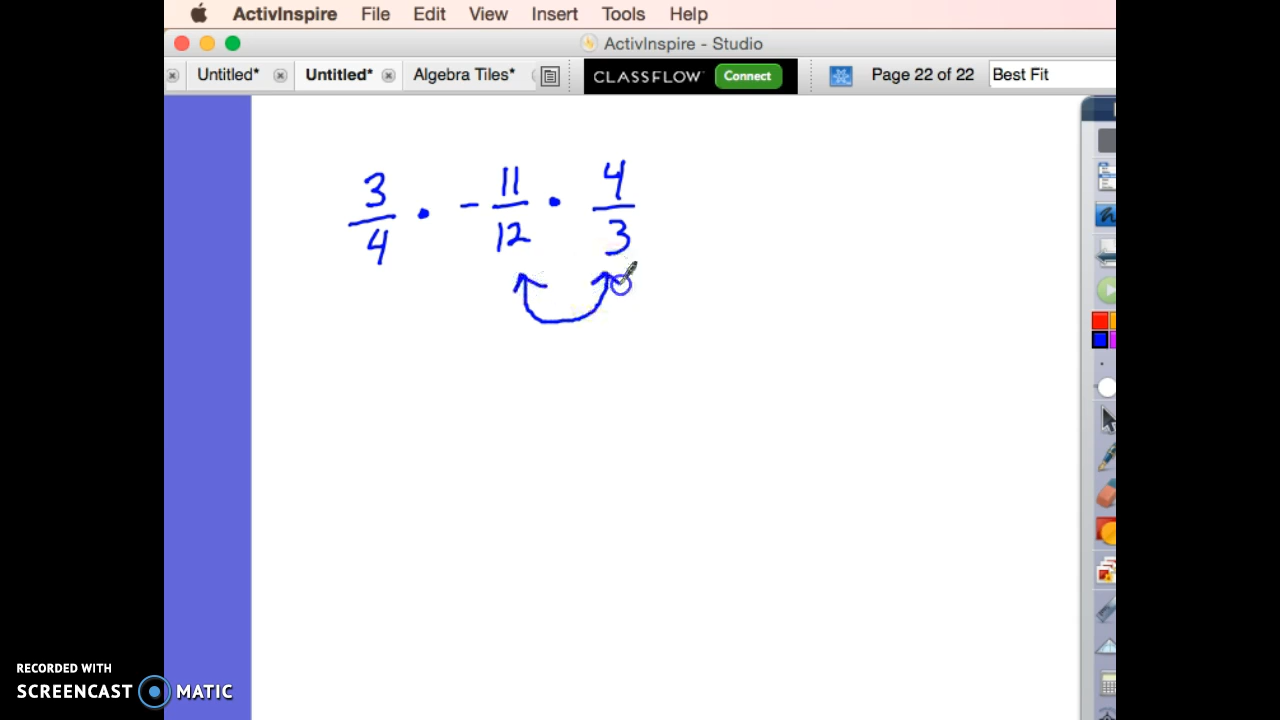 ActivInspire File Edit View Insert Tools Help
ActivInspire - Studio
Untitled* Untitled* Algebra Tiles* CLASSFLOW Connect Page 22 of 22 Best Fit
3/4 · - 11/12 · 4/3
RECORDED WITH
SCREENCAST MATIC